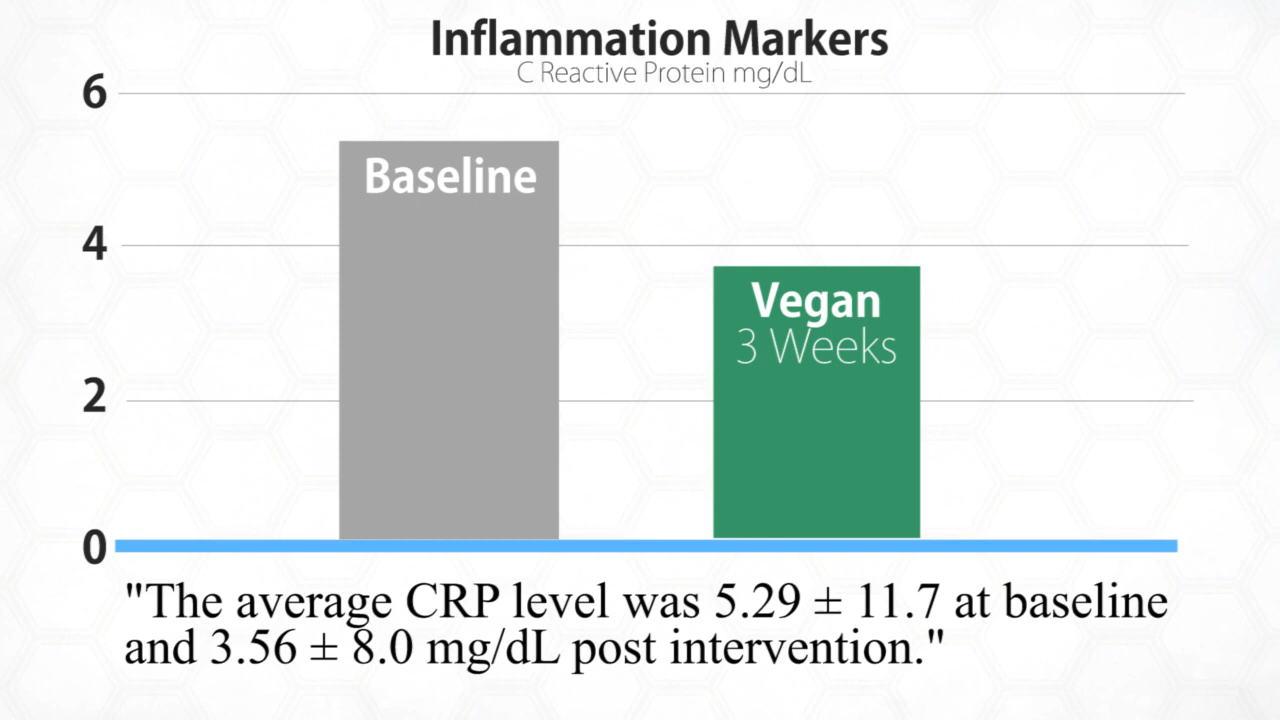 Inflammation Markers
C Reactive Protein mg/dL
6
Baseline
4
Vegan
3 Weeks
2
0
"The average CRP level was 5.29 ± 11.7 at baseline
and 3.56 ± 8.0 mg/dL post intervention."